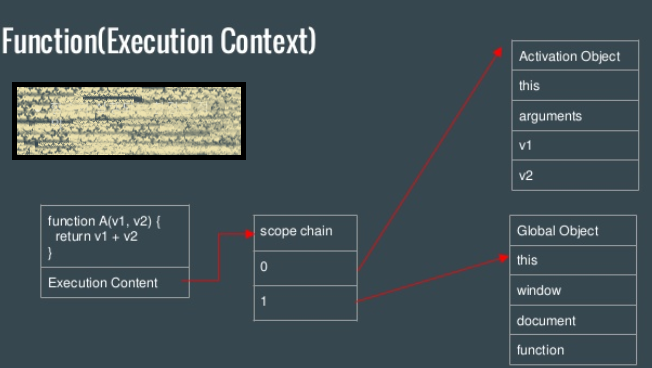 Function(Execution Context)
function A(v1, v2) {
return v1 + v2
}
Execution Content
scope chain
0
1
Activation Object
this
arguments
v1
v2
Global Object
this
window
document
function